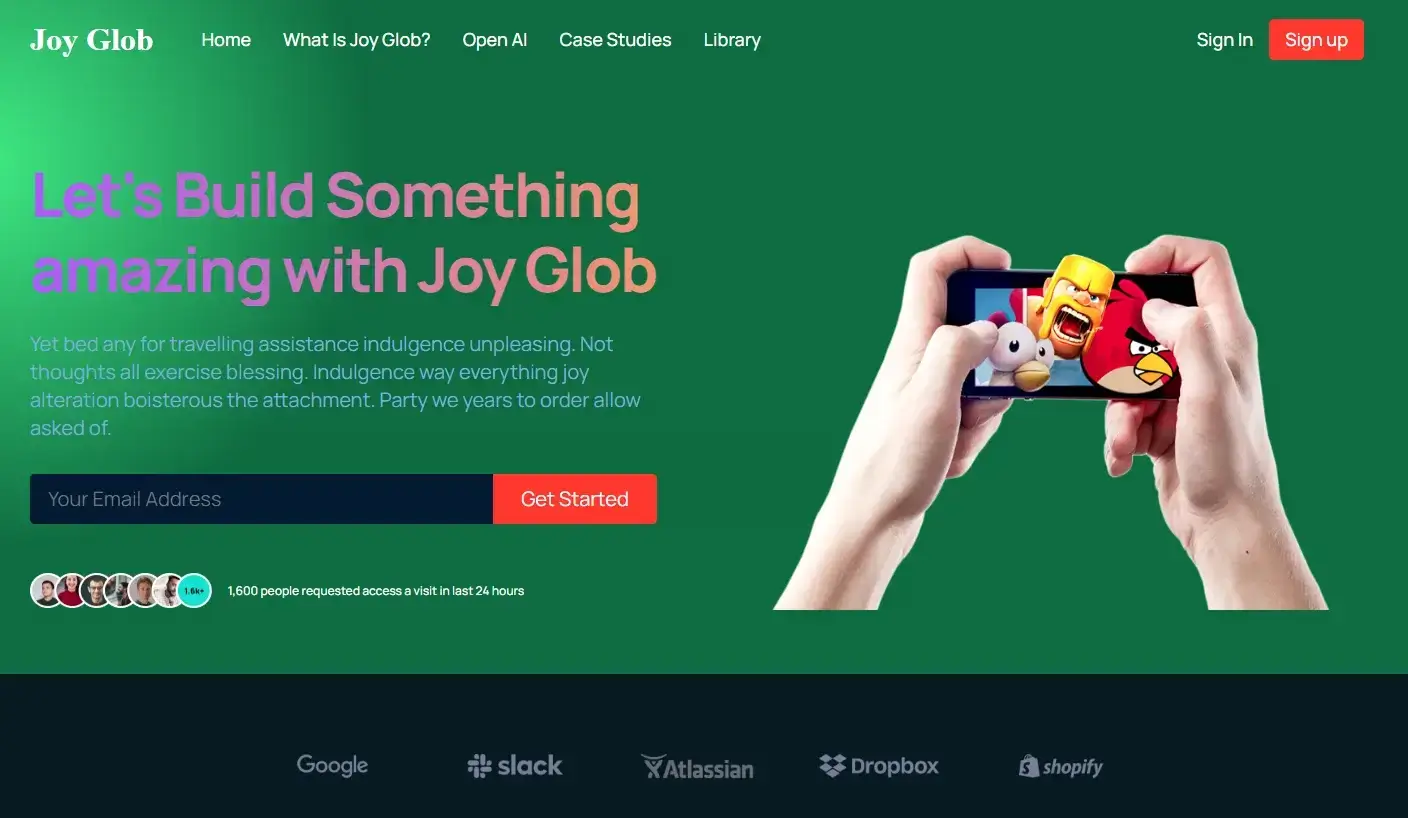 Joy Glob
Home
What Is Joy Glob?
Open AI
Case Studies
Library
Sign In
Sign up
Let's Build Something
amazing with Joy Glob
Yet bed any for travelling assistance indulgence unpleasing. Not
thoughts all exercise blessing. Indulgence way everything joy
alteration boisterous the attachment. Party we years to order allow
asked of.
Your Email Address
Get Started
1.6k+
1,600 people requested access a visit in last 24 hours
Google
slack
Atlassian
Dropbox
shopify